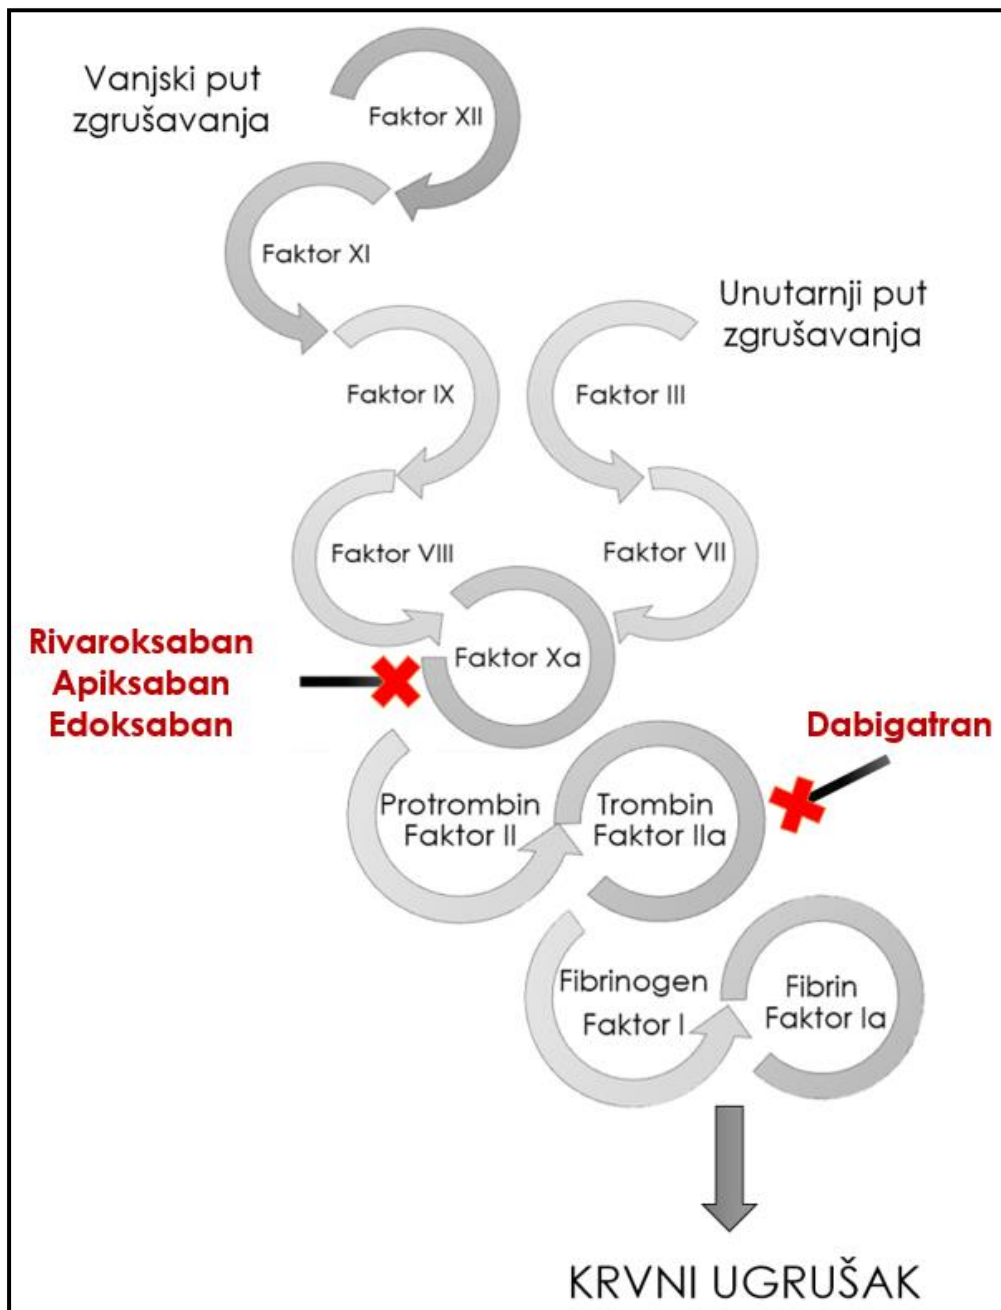 Vanjski put
zgrušavanja
Faktor XII
Faktor XI
Unutarnji put
zgrušavanja
Faktor IX
Faktor III
Faktor VIII
Faktor VII
Rivaroksaban
Apiksaban
Edoksaban
Faktor Xa
Dabigatran
Protrombin
Faktor II
Trombin
Faktor IIa
Fibrinogen
Faktor I
Fibrin
Faktor Ia
KRVNI UGRUŠAK